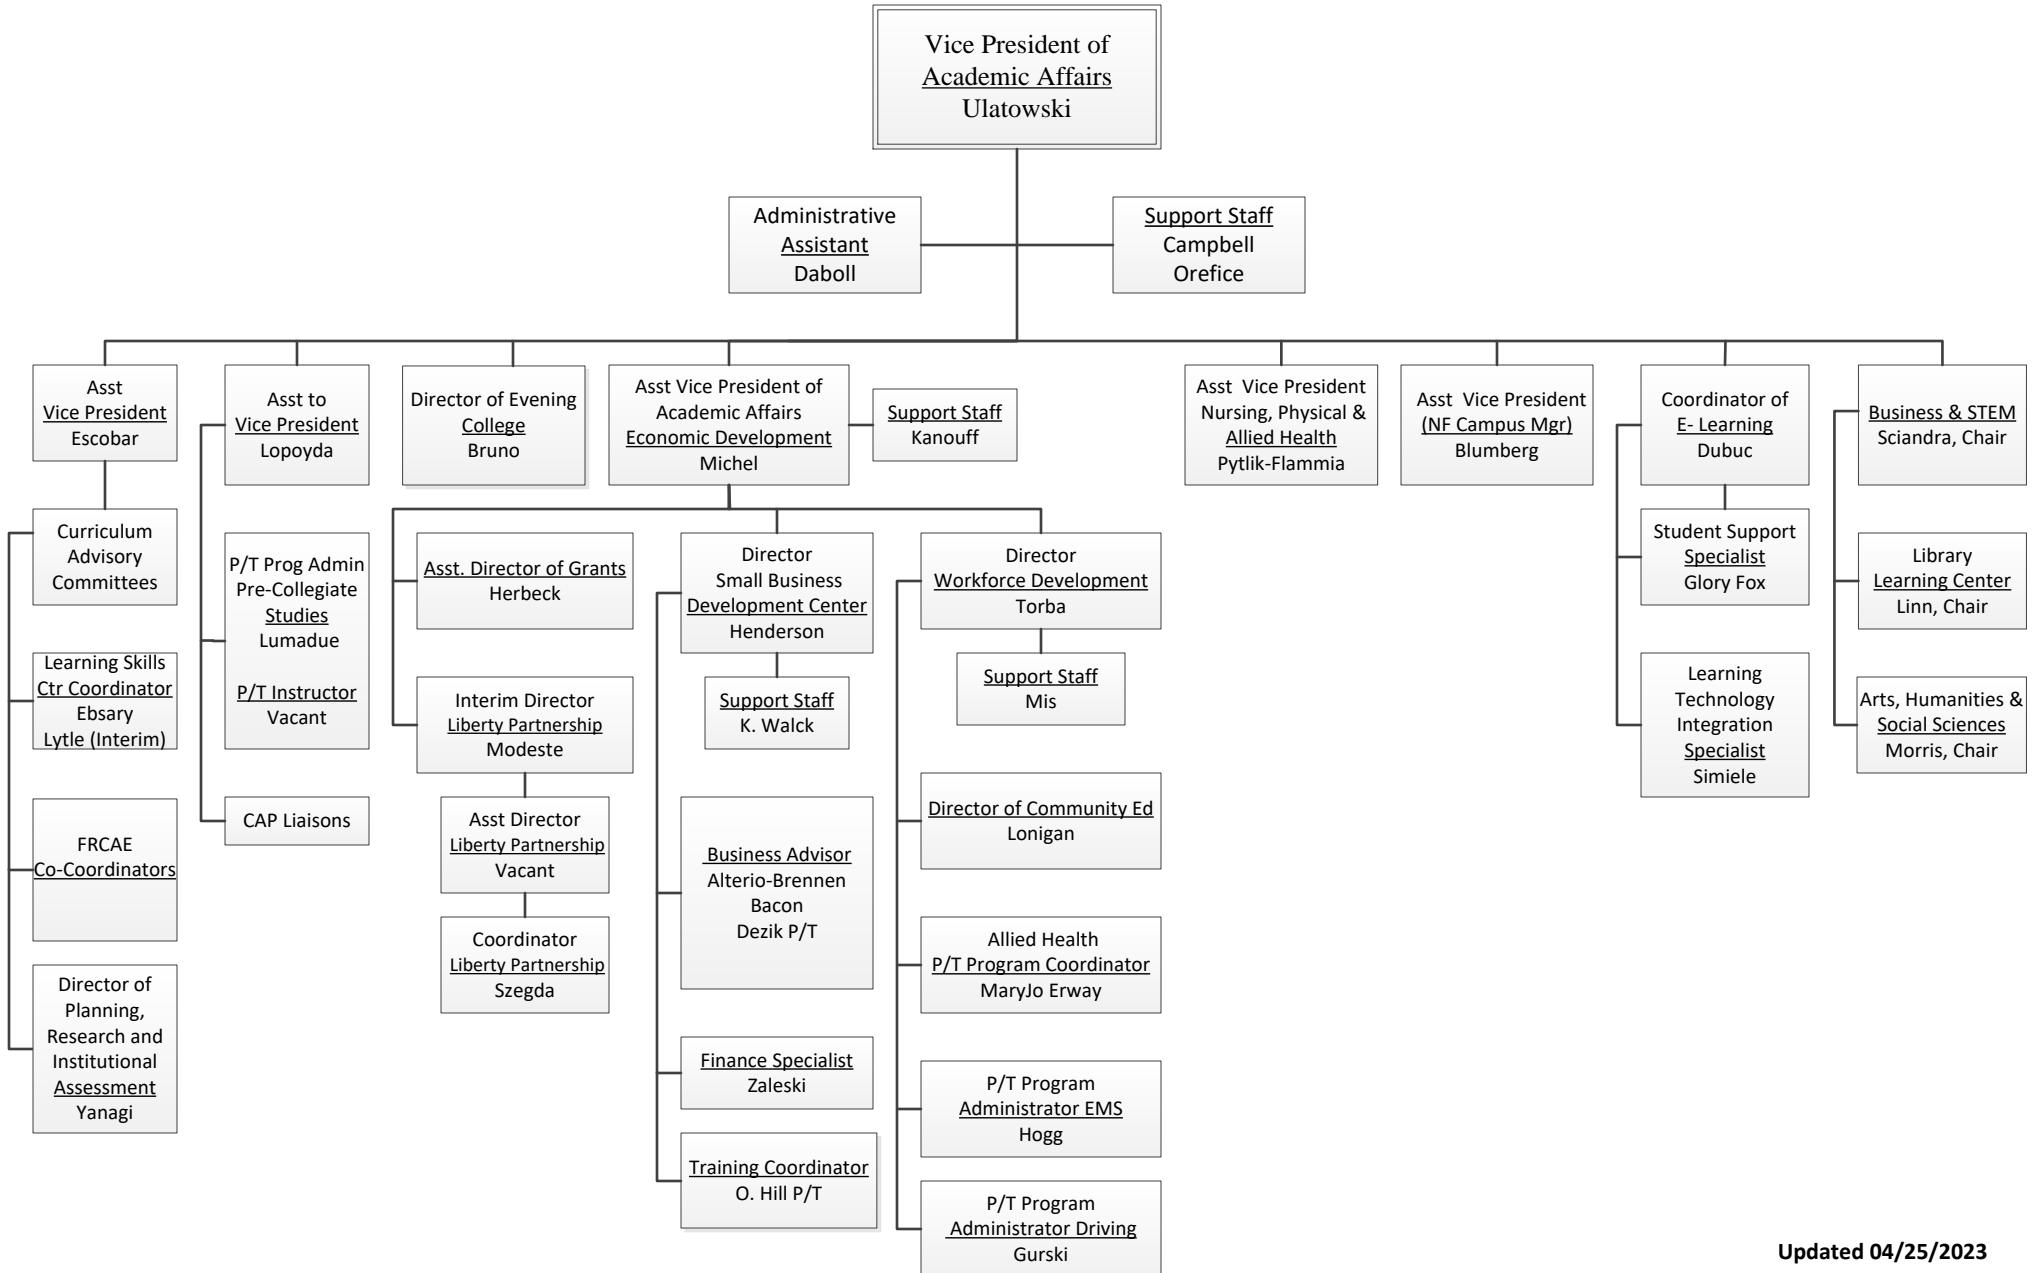 Vice President of
Academic Affairs
Ulatowski
Administrative
Assistant
Daboll
Support Staff
Campbell
Orefice
Asst
Vice President
Escobar
Asst to
Vice President
Lopoyda
Director of Evening
College
Bruno
Asst Vice President of
Academic Affairs
Economic Development
Michel
Support Staff
Kanouff
Asst  Vice President
Nursing, Physical &
Allied Health
Pytlik-Flammia
Asst  Vice President
(NF Campus Mgr)
Blumberg
Coordinator of
E- Learning
Dubuc
Business & STEM
Sciandra, Chair
Curriculum
Advisory
Committees
Learning Skills
Ctr Coordinator
Ebsary
Lytle (Interim)
FRCAE
Co-Coordinators
Director of
Planning,
Research and
Institutional
Assessment
Yanagi
P/T Prog Admin
Pre-Collegiate
Studies
Lumadue
P/T Instructor
Vacant
CAP Liaisons
Asst. Director of Grants
Herbeck
Interim Director
Liberty Partnership
Modeste
Asst Director
Liberty Partnership
Vacant
Coordinator
Liberty Partnership
Szegda
Director
Small Business
Development Center
Henderson
Support Staff
K. Walck
Business Advisor
Alterio-Brennen
Bacon
Dezik P/T
Finance Specialist
Zaleski
Training Coordinator
O. Hill P/T
Director
Workforce Development
Torba
Support Staff
Mis
Director of Community Ed
Lonigan
Allied Health
P/T Program Coordinator
MaryJo Erway
P/T Program
Administrator EMS
Hogg
P/T Program
Administrator Driving
Gurski
Student Support
Specialist
Glory Fox
Learning
Technology
Integration
Specialist
Simiele
Library
Learning Center
Linn, Chair
Arts, Humanities &
Social Sciences
Morris, Chair
Updated 04/25/2023